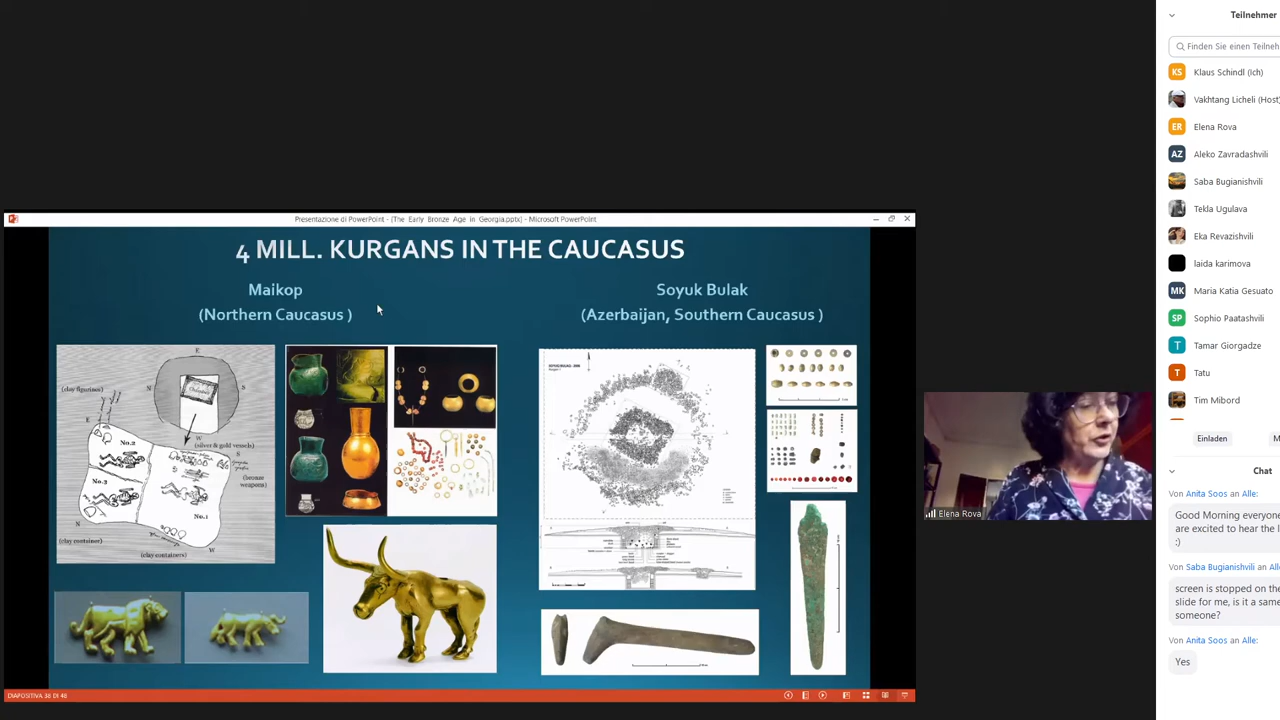 Presentazione di PowerPoint - [The Early Bronze Age in Georgia.pptx] - Microsoft PowerPoint
4 MILL. KURGANS IN THE CAUCASUS
Maikop
(Northern Caucasus )
Soyuk Bulak
(Azerbaijan, Southern Caucasus )
E
(clay figurines)
N
S
W
(silver & gold vessels)
E
No.2
S
(bronze
weapons)
No.3
No.1
N
(clay container)
W
(clay containers)
DIAPOSITIVA 38 DI 48
Elena Rova
Teilnehmer
Finden Sie einen Teilneh
KS Klaus Schindl (Ich)
Vakhtang Licheli (Host)
ER Elena Rova
AZ Aleko Zavradashvili
Saba Bugianishvili
Tekla Ugulava
Eka Revazishvili
laida karimova
MK Maria Katia Gesuato
SP Sophio Paatashvili
T Tamar Giorgadze
T Tatu
Tim Mibord
Einladen
Chat
Von Anita Soos an Alle:
Good Morning everyone
are excited to hear the
:)
Von Saba Bugianishvili an Alle:
screen is stopped on the
slide for me, is it a same
someone?
Von Anita Soos an Alle:
Yes